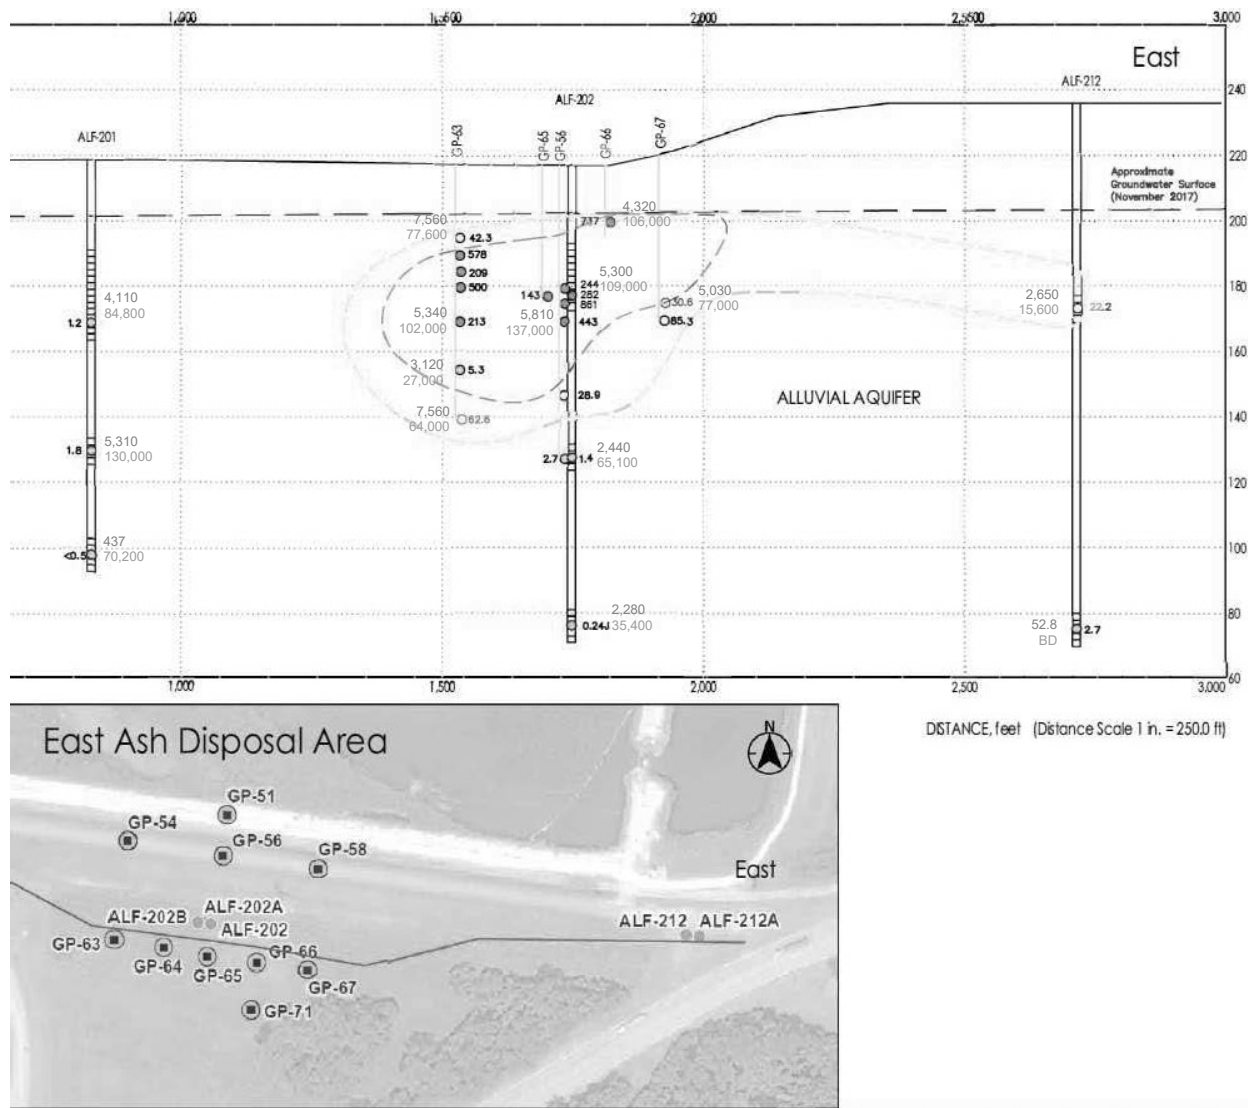 1,000
1,500
2,000
2,500
3,000
East
ALF-212
240
ALF-202
ALF-201
GP-63
GP-65
GP-56
GP-66
GP-67
220
Approximate
Groundwater Surface
(November 2017)
4,320
106,000
7,560
77,600
737
200
42.3
578
209
500
5,300
109,000
244
282
861
143
5,030
77,000
30.6
85.3
2,650
15,600
22.2
180
4,110
84,800
1.2
5,340
102,000
213
5,810
137,000
443
160
3,120
27,000
5.3
28.9
ALLUVIAL AQUIFER
7,560
64,000
62.6
140
1.8
5,310
130,000
2.7
1.4
2,440
65,100
120
<0.5
437
70,200
100
0.24J
2,280
35,400
52.8
BD
2.7
80
60
1,000
1,500
2,000
2,500
3,000
DISTANCE, feet (Distance Scale 1 in. = 250.0 ft)
East Ash Disposal Area
N
GP-51
GP-54
GP-56
GP-58
East
ALF-202B
ALF-202A
ALF-202
ALF-212
ALF-212A
GP-63
GP-64
GP-65
GP-66
GP-67
GP-71